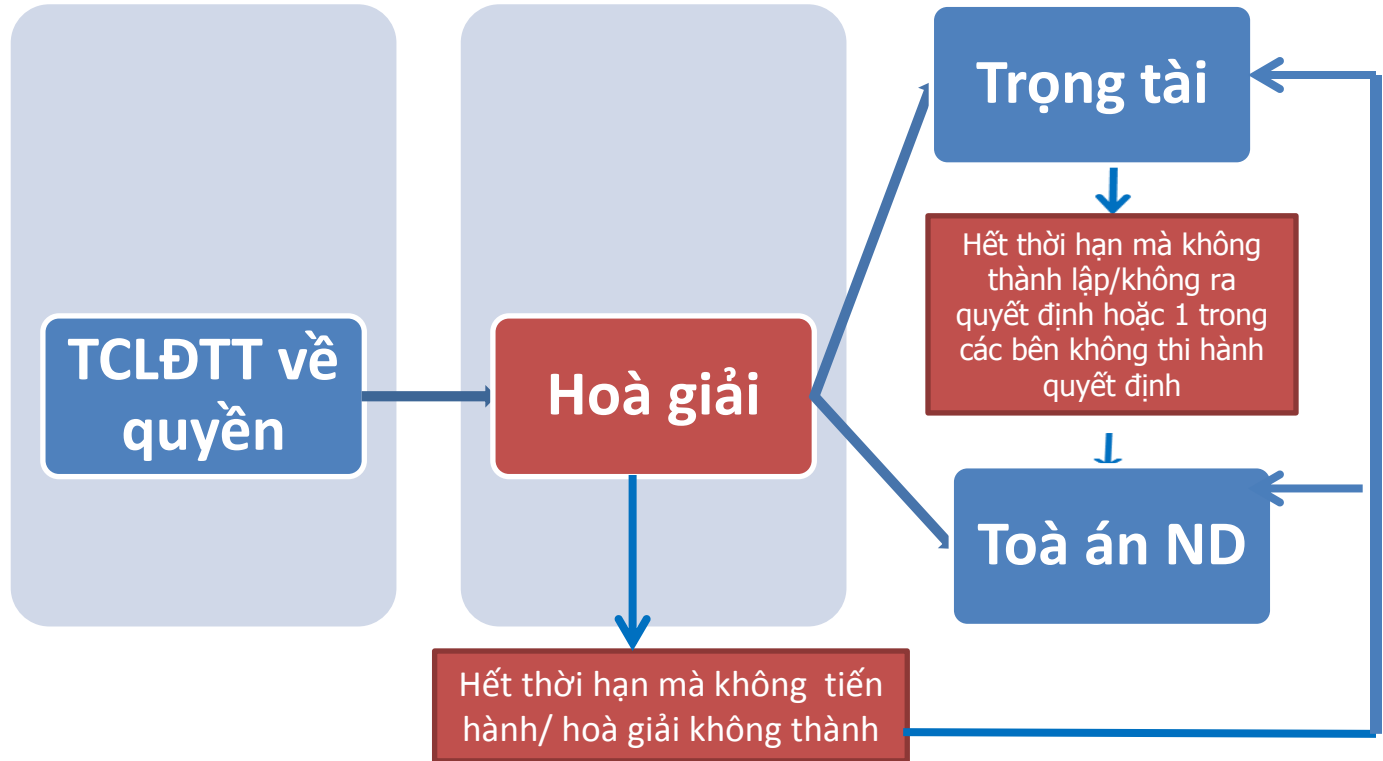 TCLĐTT về
quyền
Hoà giải
Trọng tài
Hết thời hạn mà không
thành lập/không ra
quyết định hoặc 1 trong
các bên không thi hành
quyết định
Toà án ND
Hết thời hạn mà không tiến
hành/ hoà giải không thành